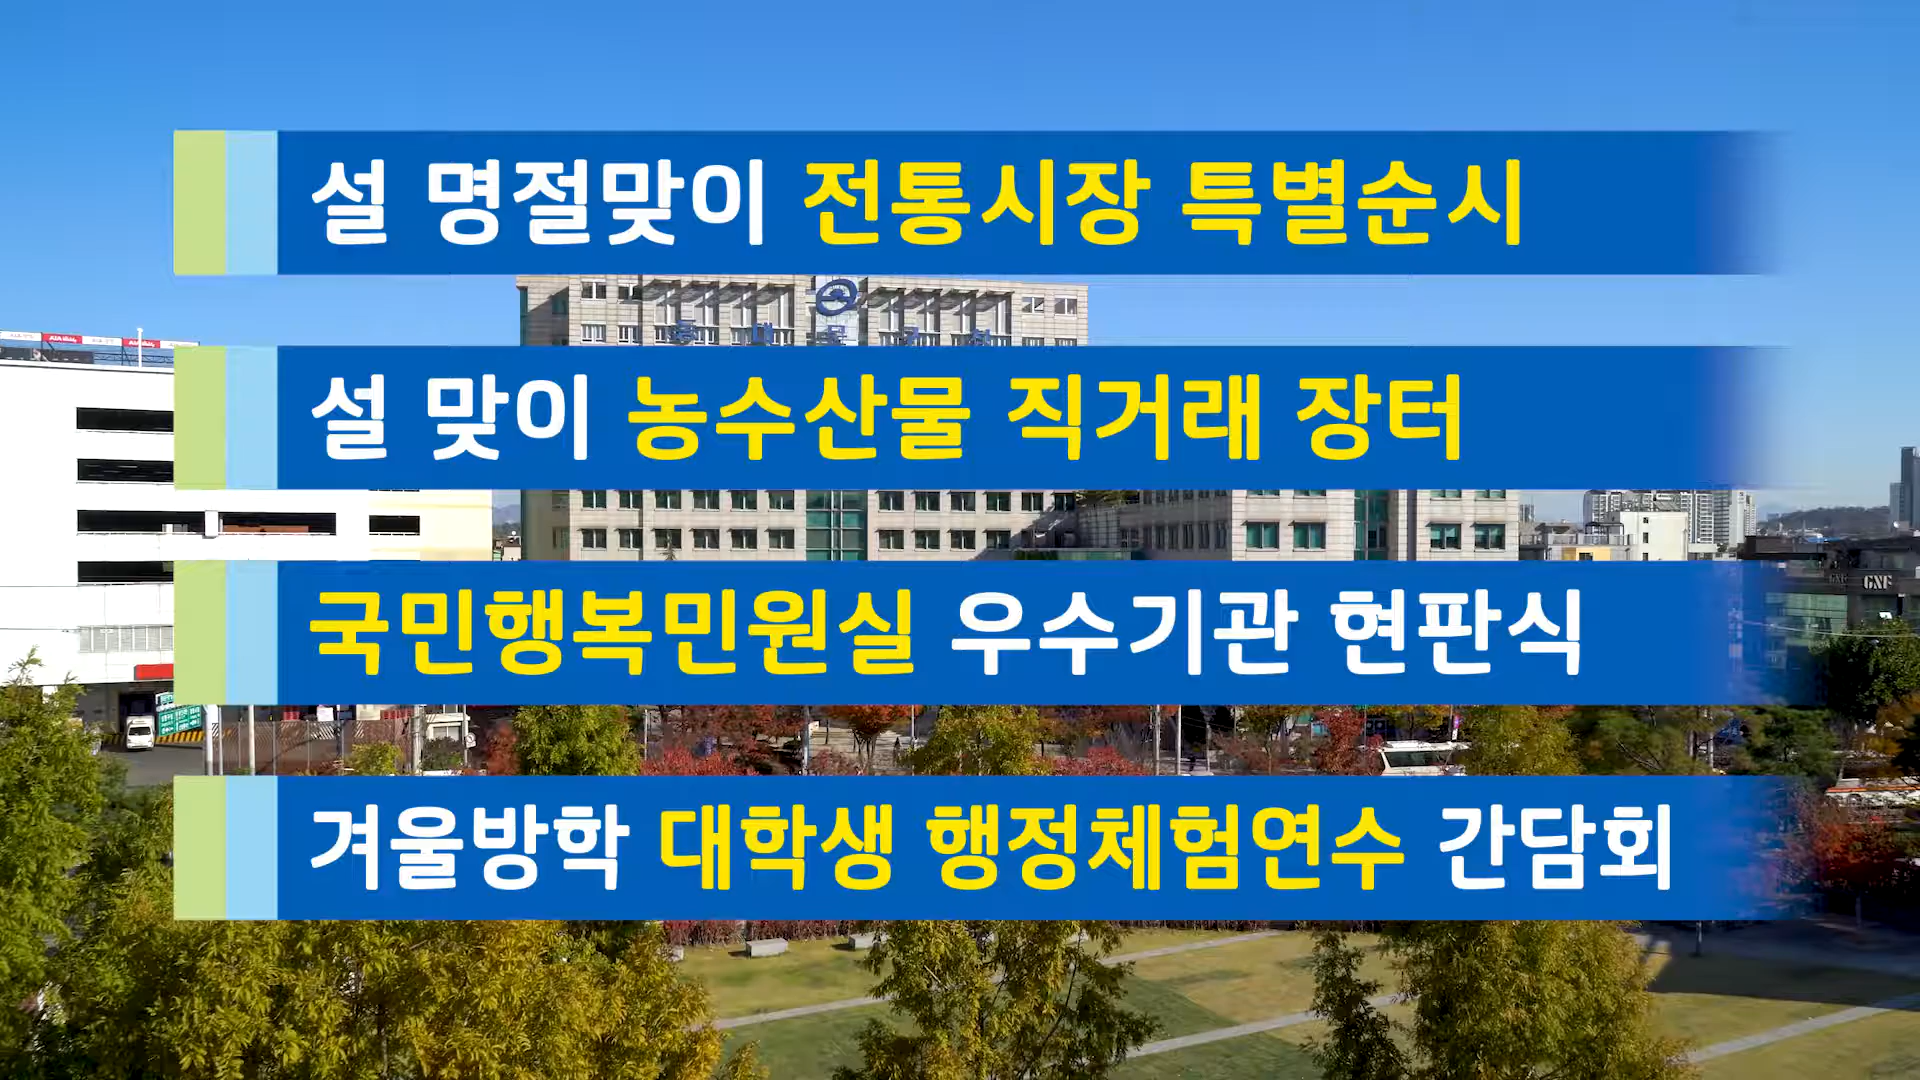 설 명절맞이 전통시장 특별순시
설 맞이 농수산물 직거래 장터
국민행복민원실 우수기관 현판식
겨울방학 대학생 행정체험연수 간담회
GNF